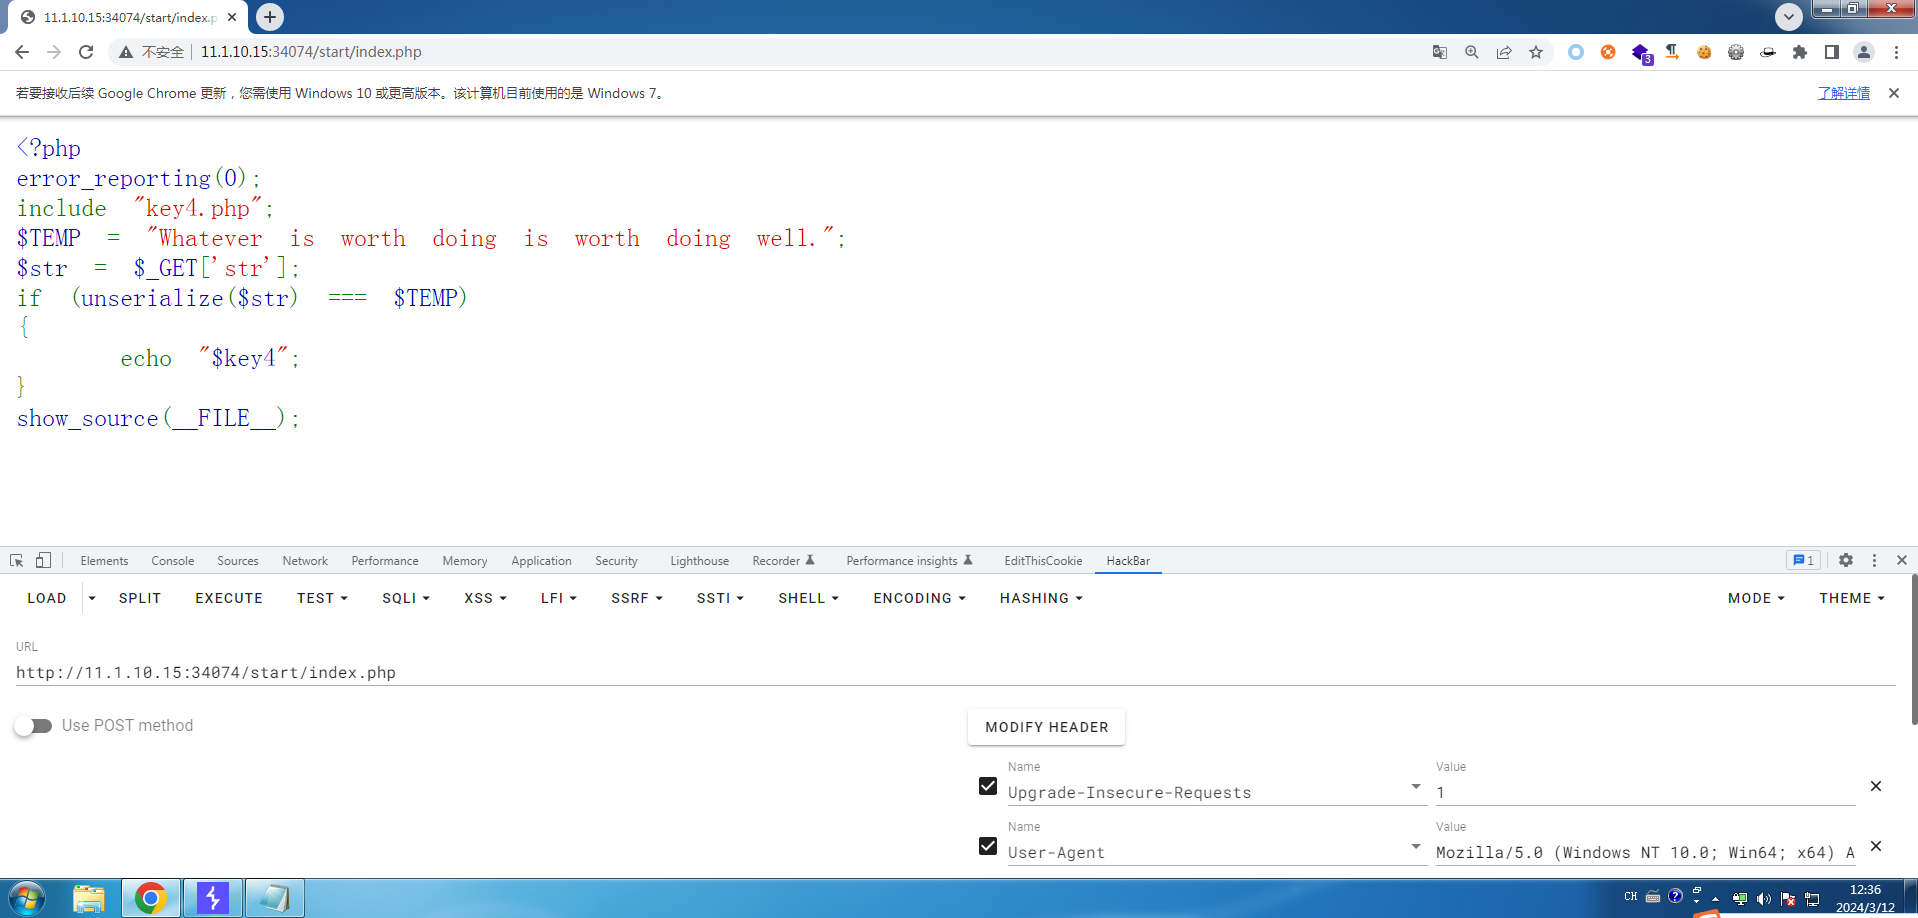 11.1.10.15:34074/start/index.p
不安全 11.1.10.15:34074/start/index.php
3
若要接收后续 Google Chrome 更新，您需使用 Windows 10 或更高版本。该计算机目前使用的是 Windows 7。 了解详情
<?php
error_reporting(0);
include "key4.php";
$TEMP = "Whatever is worth doing is worth doing well.";
$str = $_GET['str'];
if (unserialize($str) === $TEMP)
{
echo "$key4";
}
show_source(__FILE__);
Elements Console Sources Network Performance Memory Application Security Lighthouse Recorder Performance insights EditThisCookie HackBar 1
LOAD SPLIT EXECUTE TEST SQLI XSS LFI SSRF SSTI SHELL ENCODING HASHING MODE THEME
URL
http://11.1.10.15:34074/start/index.php
Use POST method MODIFY HEADER
Name Value
Upgrade-Insecure-Requests 1
Name Value
User-Agent Mozilla/5.0 (Windows NT 10.0; Win64; x64) A
CH 12:36
2024/3/12